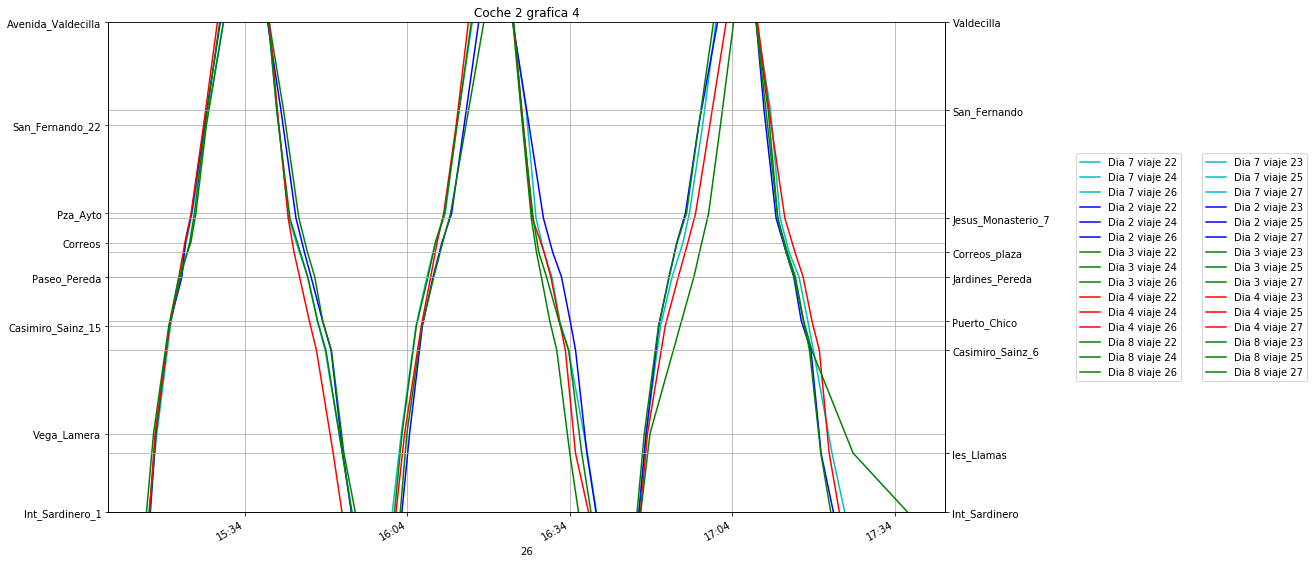 Coche 2 grafica 4
Avenida_Valdecilla
San_Fernando_22
Pza_Ayto
Correos
Paseo_Pereda
Casimiro_Sainz_15
Vega_Lamera
Int_Sardinero_1
Valdecilla
San_Fernando
Jesus_Monasterio_7
Correos_plaza
Jardines_Pereda
Puerto_Chico
Casimiro_Sainz_6
Ies_Llamas
Int_Sardinero
15:34
16:04
16:34
17:04
17:34
26
Dia 7 viaje 22
Dia 7 viaje 24
Dia 7 viaje 26
Dia 2 viaje 22
Dia 2 viaje 24
Dia 2 viaje 26
Dia 3 viaje 22
Dia 3 viaje 24
Dia 3 viaje 26
Dia 4 viaje 22
Dia 4 viaje 24
Dia 4 viaje 26
Dia 8 viaje 22
Dia 8 viaje 24
Dia 8 viaje 26
Dia 7 viaje 23
Dia 7 viaje 25
Dia 7 viaje 27
Dia 2 viaje 23
Dia 2 viaje 25
Dia 2 viaje 27
Dia 3 viaje 23
Dia 3 viaje 25
Dia 3 viaje 27
Dia 4 viaje 23
Dia 4 viaje 25
Dia 4 viaje 27
Dia 8 viaje 23
Dia 8 viaje 25
Dia 8 viaje 27